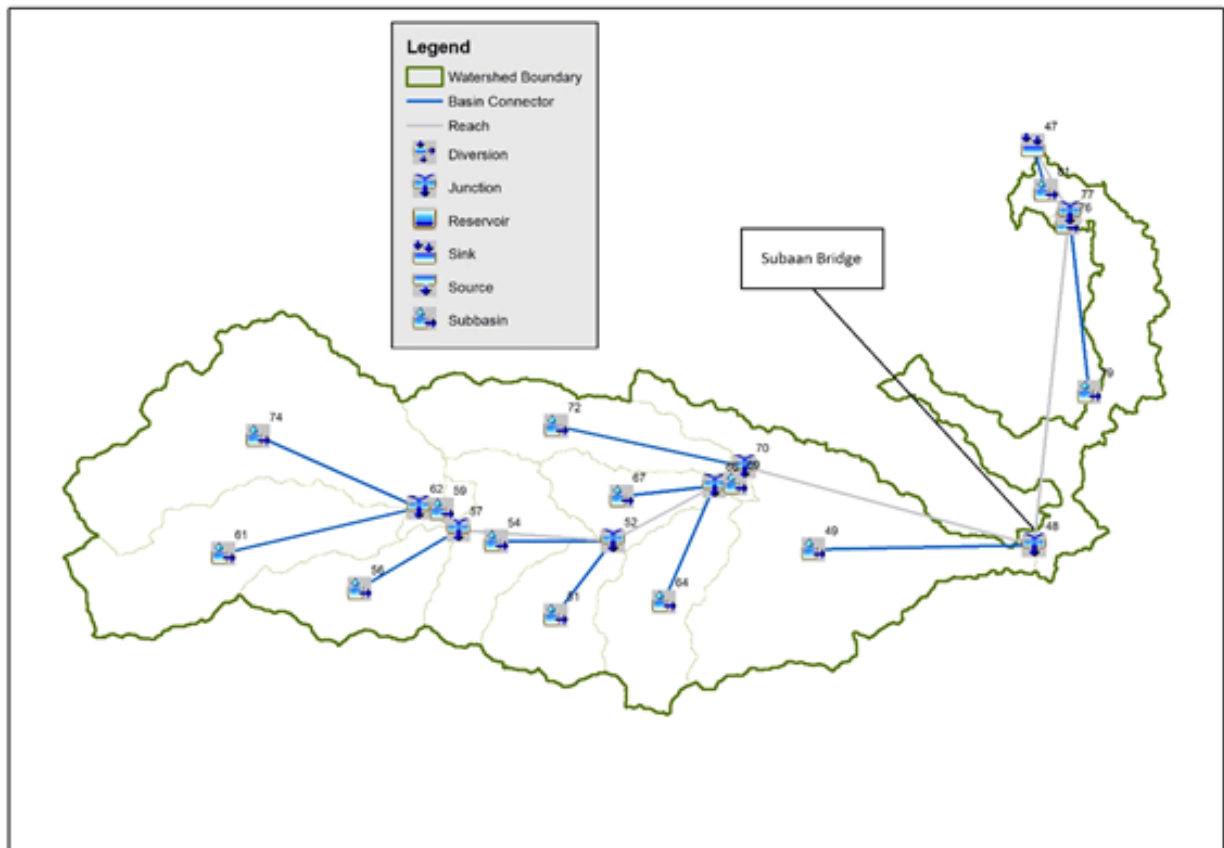 Legend
Watershed Boundary
Basin Connector
Reach
Diversion
Junction
Reservoir
Sink
Source
Subbasin
47
77
76
Subaan Bridge
79
74
72
70
67
62
59
57
54
52
49
48
61
56
64